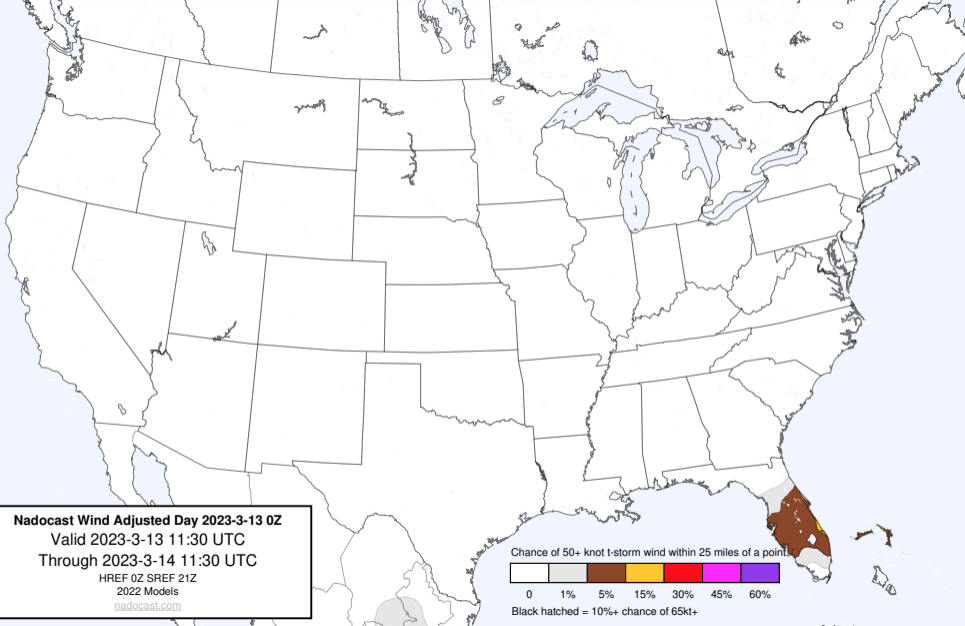 Nadocast Wind Adjusted Day 2023-3-13 0Z
Valid 2023-3-13 11:30 UTC
Through 2023-3-14 11:30 UTC
HREF 0Z SREF 21Z
2022 Models
nadocast.com
Chance of 50+ knot t-storm wind within 25 miles of a point.
0 1% 5% 15% 30% 45% 60%
Black hatched = 10%+ chance of 65kt+